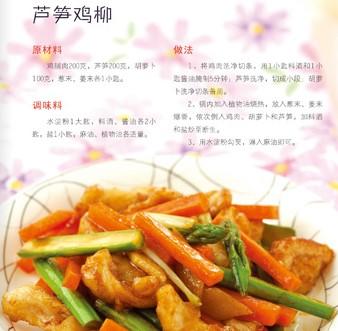 芦笋鸡柳
原材料
鸡脯肉200克,芦笋200克,胡萝卜
100克,葱末、姜末各1小匙。
调味料
水淀粉1大匙,料酒、酱油各2小
匙,盐1小匙,麻油、植物油各适量。
做法
1、将鸡肉洗净切条,用1小匙料酒和1小
匙酱油腌制5分钟;芦笋洗净,切成小段;胡萝
卜洗净切条备用。
2、锅内加入植物油烧热,放入葱末、姜末
爆香,依次倒入鸡肉、胡萝卜和芦笋,加料酒
和盐炒至断生。
3、用水淀粉勾芡,淋入麻油即可。